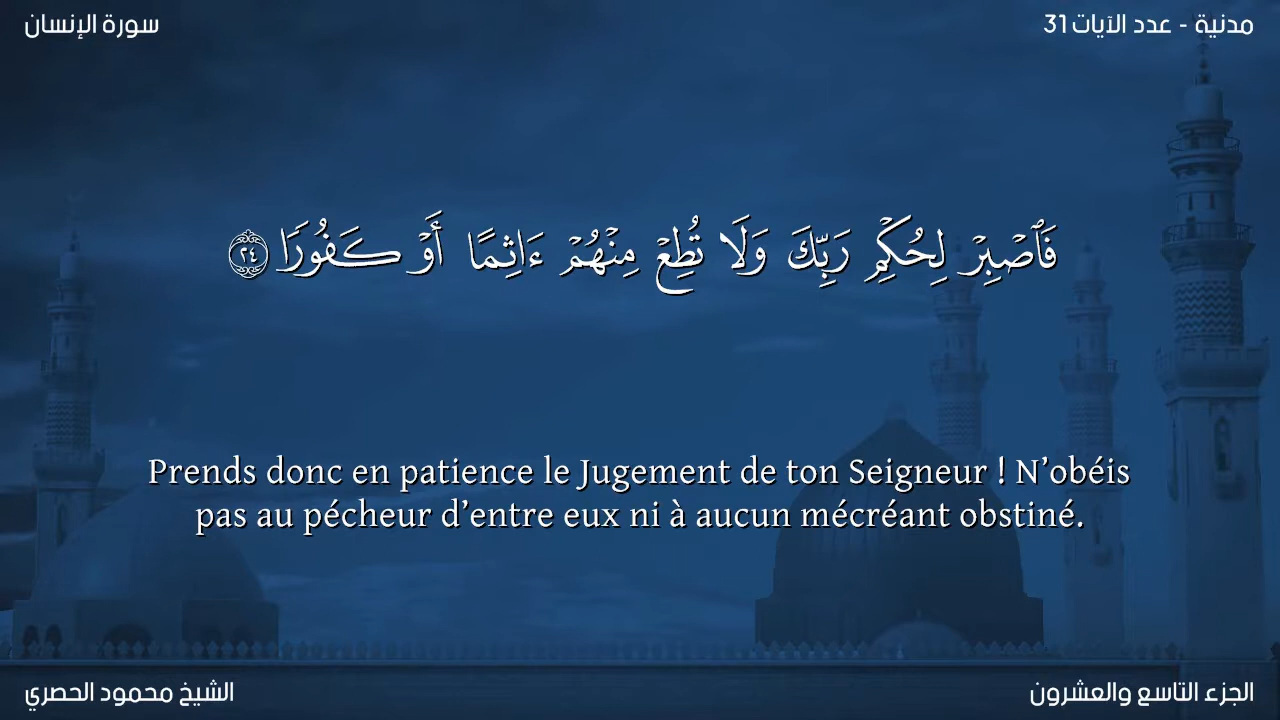 سورة الإنسان
مدنية - عدد الآيات 31
فَٱصۡبِرۡ لِحُكۡمِ رَبِّكَ وَلَا تُطِعۡ مِنۡهُمۡ ءَاثِمًا أَوۡ كَفُورٗا ٢٤
Prends donc en patience le Jugement de ton Seigneur ! N’obéis
pas au pécheur d’entre eux ni à aucun mécréant obstiné.
الشيخ محمود الحصري
الجزء التاسع والعشرون